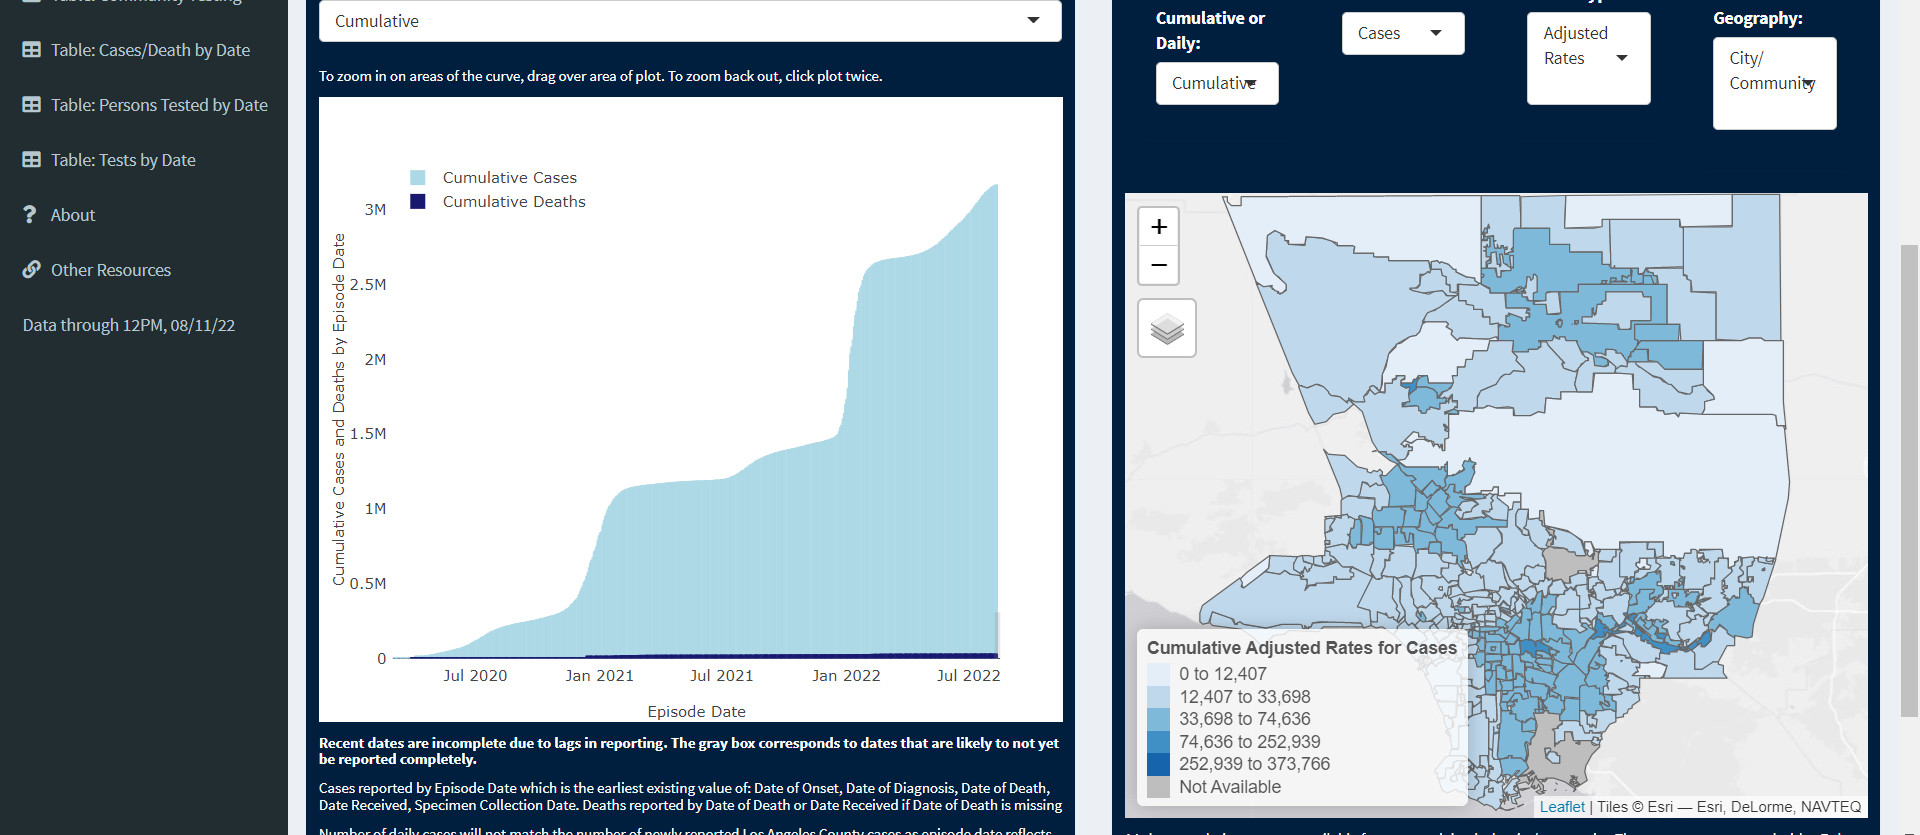 Table: Community Testing
Table: Cases/Death by Date
Table: Persons Tested by Date
Table: Tests by Date
? About
Other Resources
Data through 12PM, 08/11/22
Cumulative
To zoom in on areas of the curve, drag over area of plot. To zoom back out, click plot twice.
Cumulative Cases
Cumulative Deaths
Cumulative Cases and Deaths by Episode Date
3M
2.5M
2M
1.5M
1M
0.5M
0
Jul 2020 Jan 2021 Jul 2021 Jan 2022 Jul 2022
Episode Date
Recent dates are incomplete due to lags in reporting. The gray box corresponds to dates that are likely to not yet
be reported completely.
Cases reported by Episode Date which is the earliest existing value of: Date of Onset, Date of Diagnosis, Date of Death,
Date Received, Specimen Collection Date. Deaths reported by Date of Death or Date Received if Date of Death is missing
Number of daily cases will not match the number of newly reported Los Angeles County cases as episode date reflects
Cumulative or
Daily:
Cumulative
Cases
Adjusted
Rates
Geography:
City/
Community
+
−
Cumulative Adjusted Rates for Cases
0 to 12,407
12,407 to 33,698
33,698 to 74,636
74,636 to 252,939
252,939 to 373,766
Not Available
Leaflet | Tiles © Esri — Esri, DeLorme, NAVTEQ